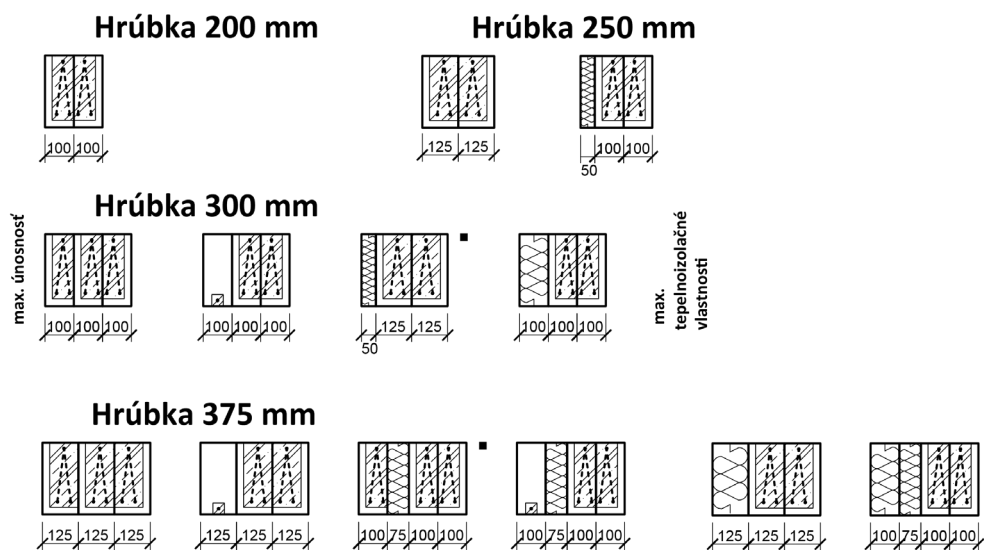 Hrúbka 200 mm
Hrúbka 250 mm
100 100
125 125
50 100 100
max. únosnosť
Hrúbka 300 mm
100 100 100
100 100 100
50 125 125
100 100 100
max.
tepelnoizolačné
vlastnosti
Hrúbka 375 mm
125 125 125
125 125 125
100 75 100 100
100 75 100 100
125 125 125
100 75 100 100